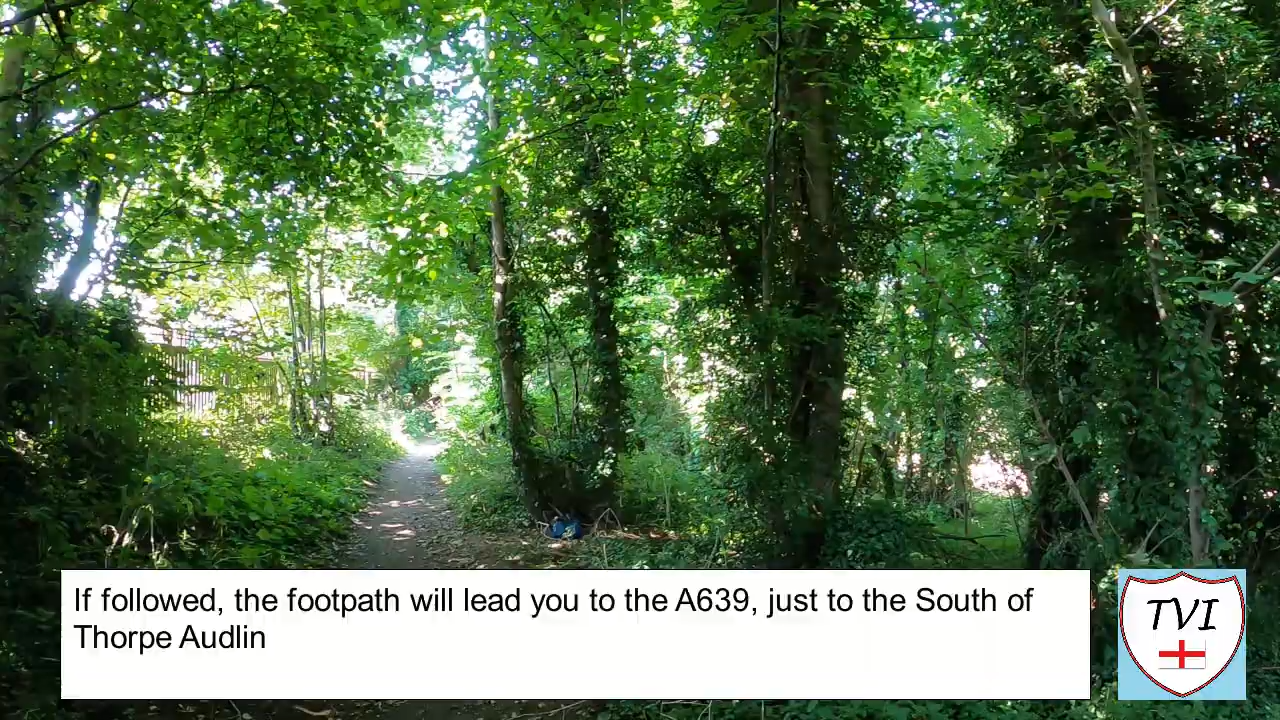 If followed, the footpath will lead you to the A639, just to the South of
Thorpe Audlin
TVI